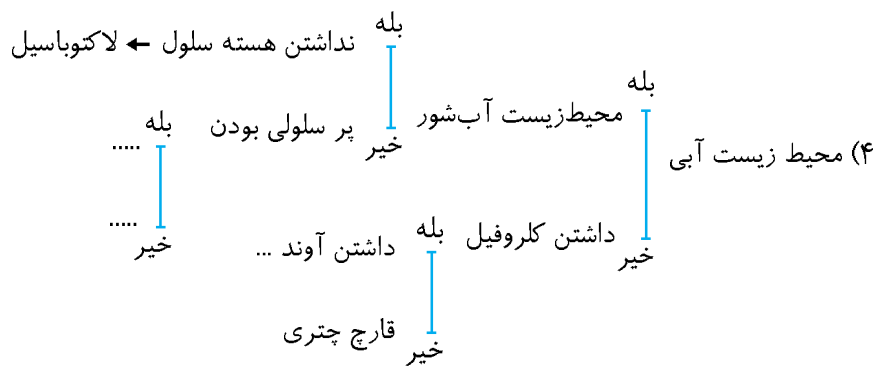 ۴) محیط زیست آبی
بله
محیط‌زیست آب‌شور
بله
نداشتن هسته سلول ← لاکتوباسیل
خیر
پر سلولی بودن
بله
.....
خیر
.....
خیر
داشتن کلروفیل
بله
داشتن آوند ...
خیر
قارچ چتری